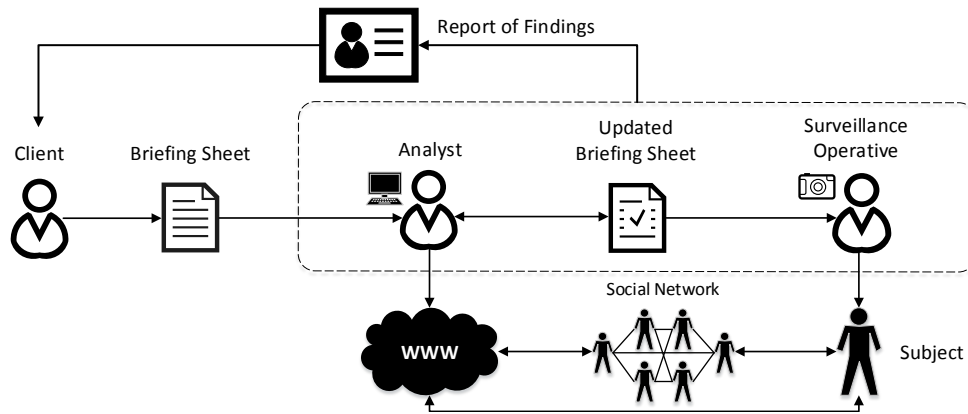 Report of Findings
Client
Briefing Sheet
Analyst
Updated
Briefing Sheet
Surveillance
Operative
Social Network
WWW
Subject